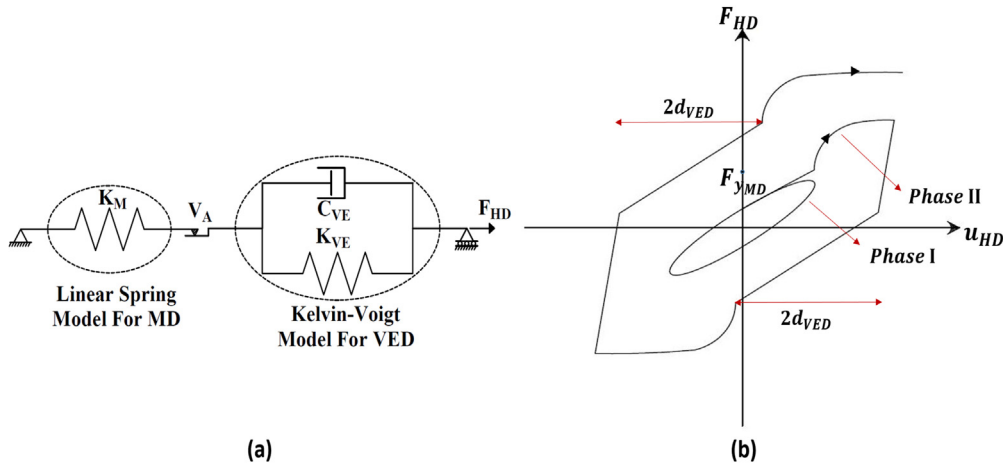 K_M
V_A
C_VE
K_VE
F_HD
Linear Spring
Model For MD
Kelvin-Voigt
Model For VED
(a)
F_HD
2d_VED
F_y_MD
Phase II
u_HD
Phase I
2d_VED
(b)